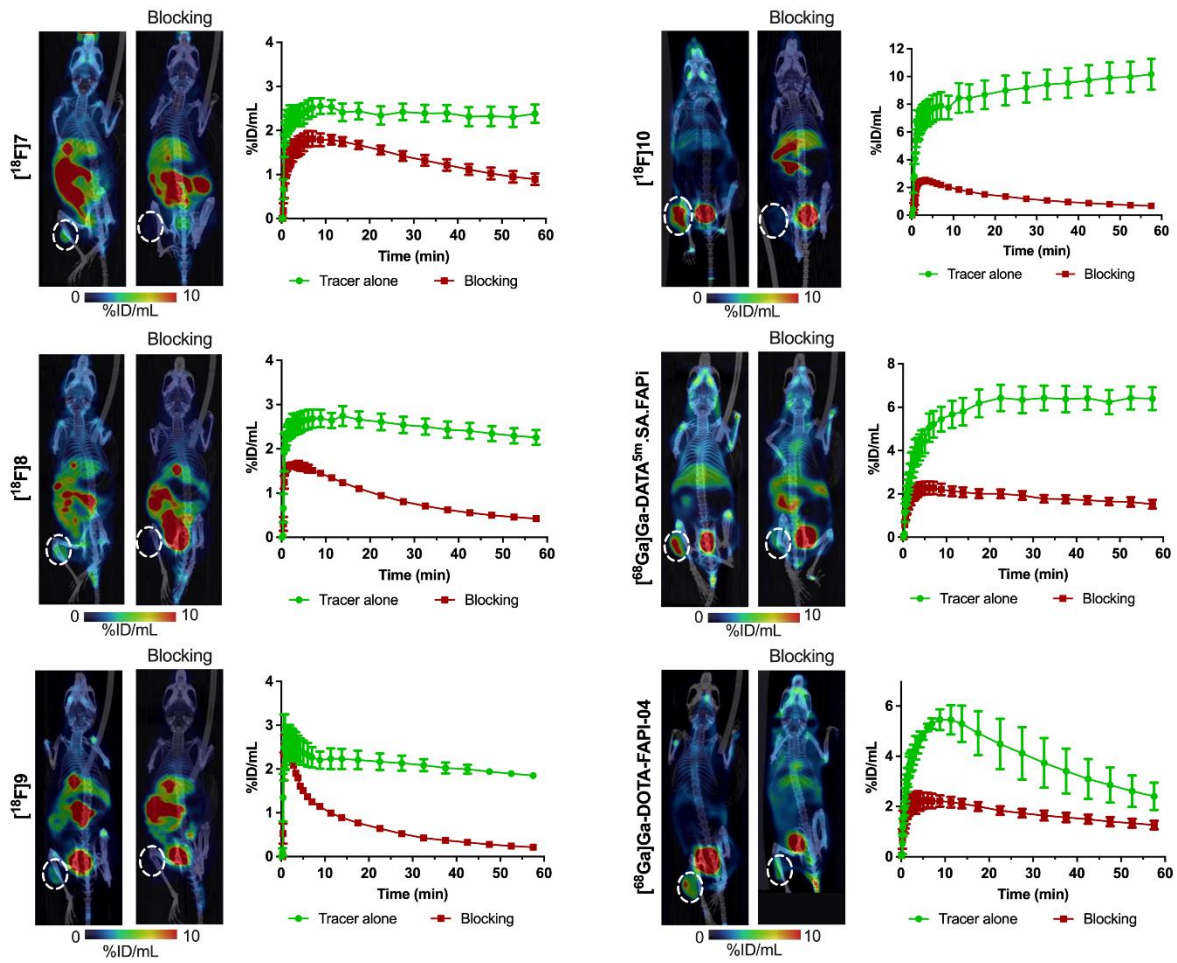 Blocking
[¹⁸F]7
%ID/mL
4
3
2
1
0
0 10 20 30 40 50 60
Time (min)
Tracer alone Blocking
0 10
%ID/mL
Blocking
[¹⁸F]8
%ID/mL
4
3
2
1
0
0 10 20 30 40 50 60
Time (min)
Tracer alone Blocking
0 10
%ID/mL
Blocking
[¹⁸F]9
%ID/mL
4
3
2
1
0
0 10 20 30 40 50 60
Time (min)
Tracer alone Blocking
0 10
%ID/mL
Blocking
[¹⁸F]10
%ID/mL
12
10
8
6
4
2
0
0 10 20 30 40 50 60
Time (min)
Tracer alone Blocking
0 10
%ID/mL
Blocking
[⁶⁸Ga]Ga-DATA⁵ᵐ.SA.FAPi
%ID/mL
8
6
4
2
0
0 10 20 30 40 50 60
Time (min)
Tracer alone Blocking
0 10
%ID/mL
Blocking
[⁶⁸Ga]Ga-DOTA-FAPI-04
%ID/mL
6
4
2
0
0 10 20 30 40 50 60
Time (min)
Tracer alone Blocking
0 10
%ID/mL